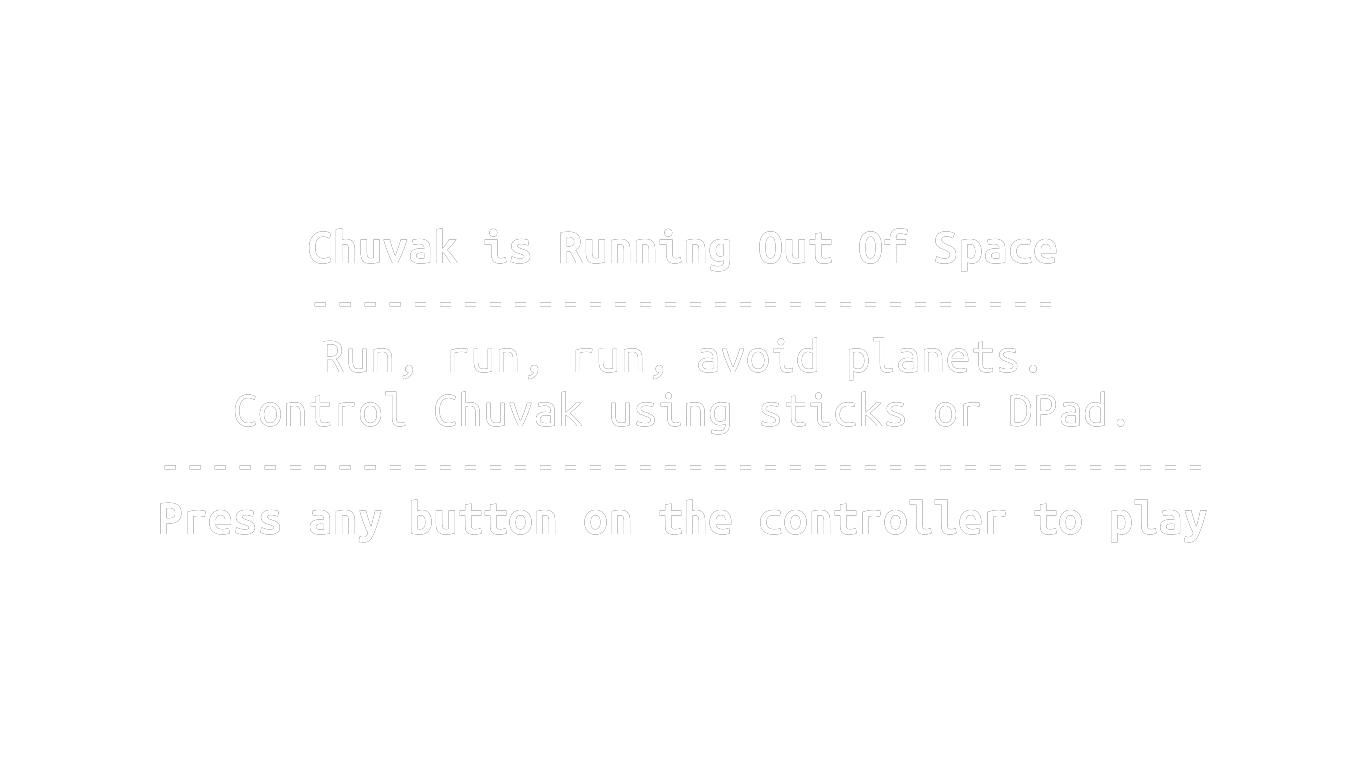 Chuvak is Running Out Of Space
------------------------------
Run, run, run, avoid planets.
Control Chuvak using sticks or DPad.
------------------------------------------
Press any button on the controller to play